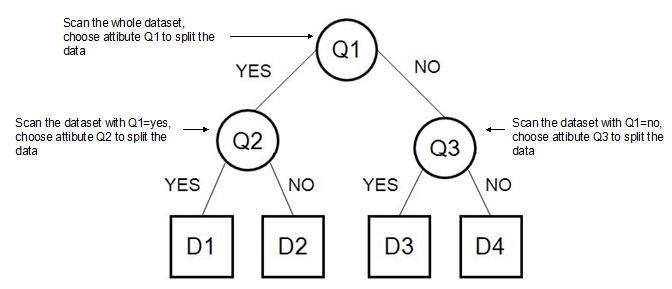 Scan the whole dataset,
choose attibute Q1 to split the
data
Q1
YES
NO
Scan the dataset with Q1=yes,
choose attibute Q2 to split the
data
Q2
Scan the dataset with Q1=no,
choose attibute Q3 to split the
data
Q3
YES
NO
YES
NO
D1
D2
D3
D4